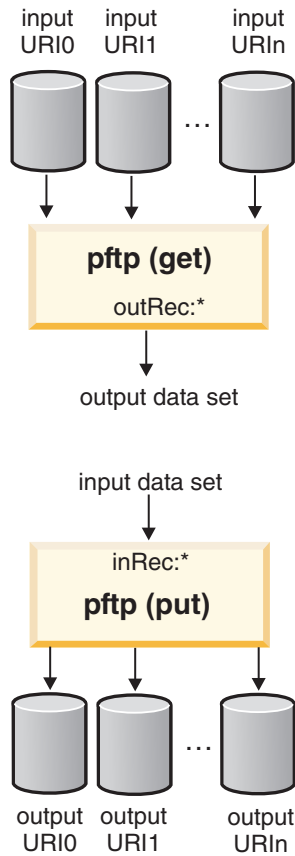 input input input
URI0 URI1 URIn
...
pftp (get)
outRec:*
output data set
input data set
inRec:*
pftp (put)
...
output output output
URI0 URI1 URIn